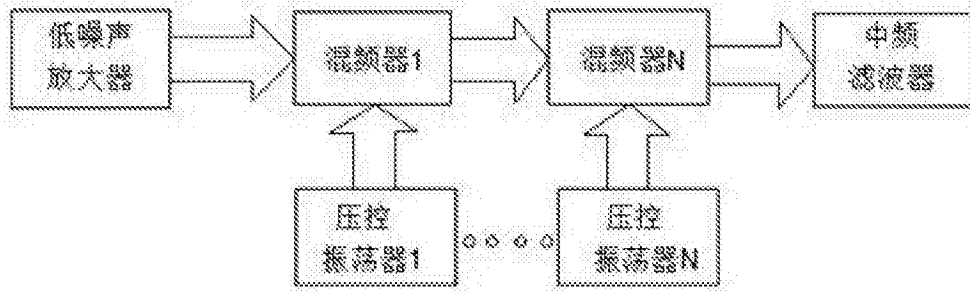 低噪声
放大器
混频器1
混频器N
中频
滤波器
压控
振荡器1
压控
振荡器N